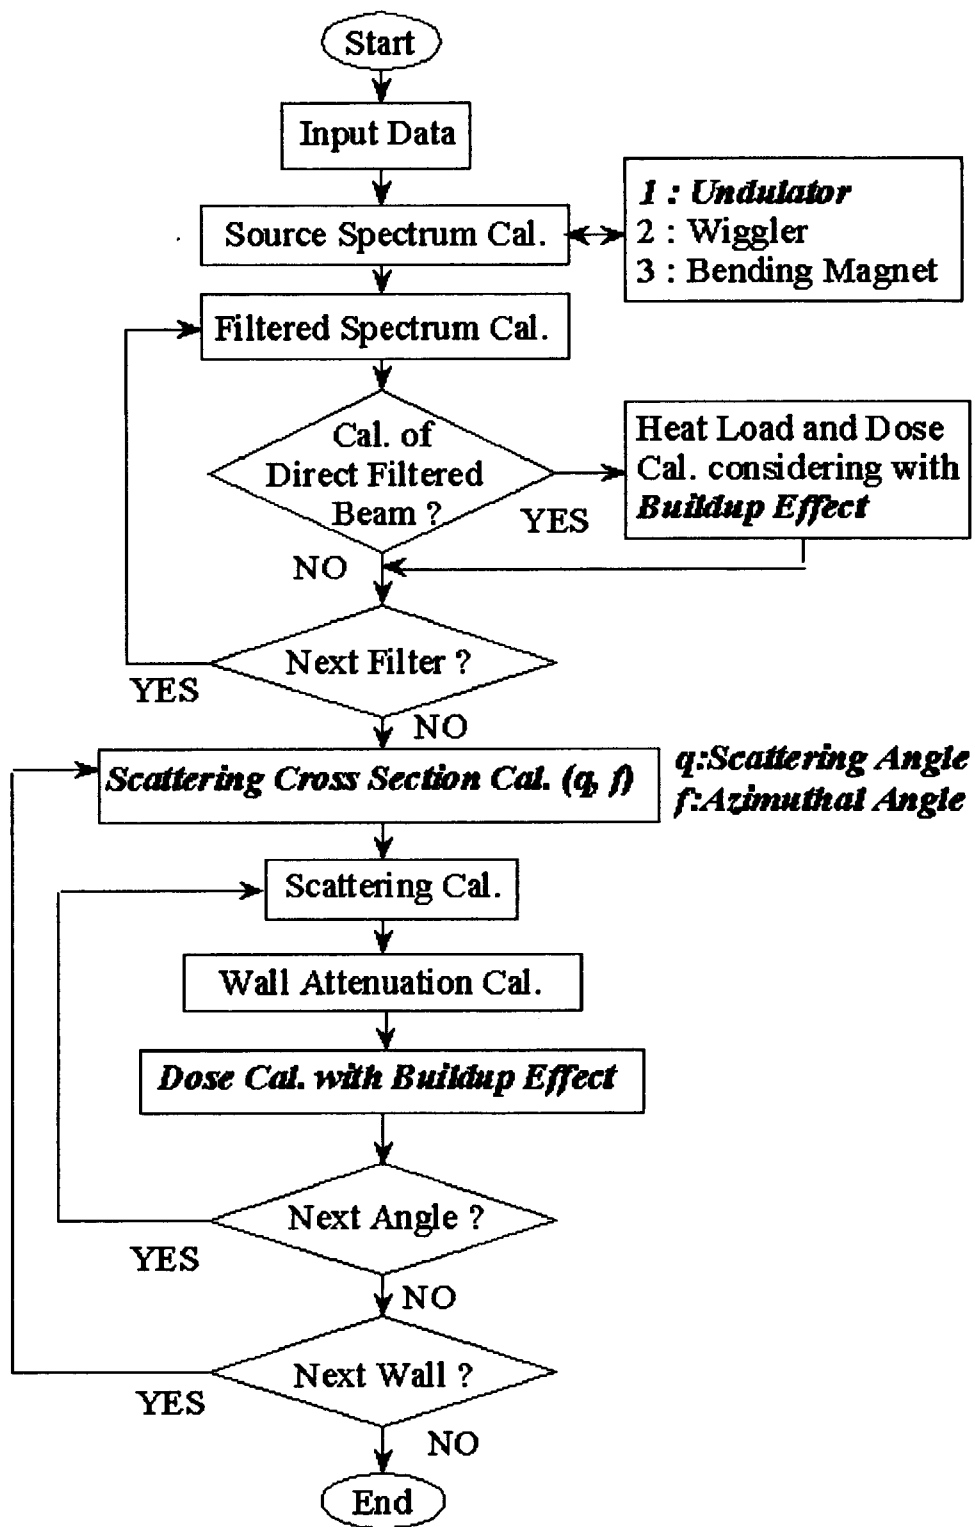 Start
Input Data
Source Spectrum Cal.
1 : Undulator
2 : Wiggler
3 : Bending Magnet
Filtered Spectrum Cal.
Cal. of
Direct Filtered
Beam ?
YES
Heat Load and Dose
Cal. considering with
Buildup Effect
NO
Next Filter ?
YES
NO
Scattering Cross Section Cal. (q, f)
q:Scattering Angle
f:Azimuthal Angle
Scattering Cal.
Wall Attenuation Cal.
Dose Cal. with Buildup Effect
Next Angle ?
YES
NO
Next Wall ?
YES
NO
End